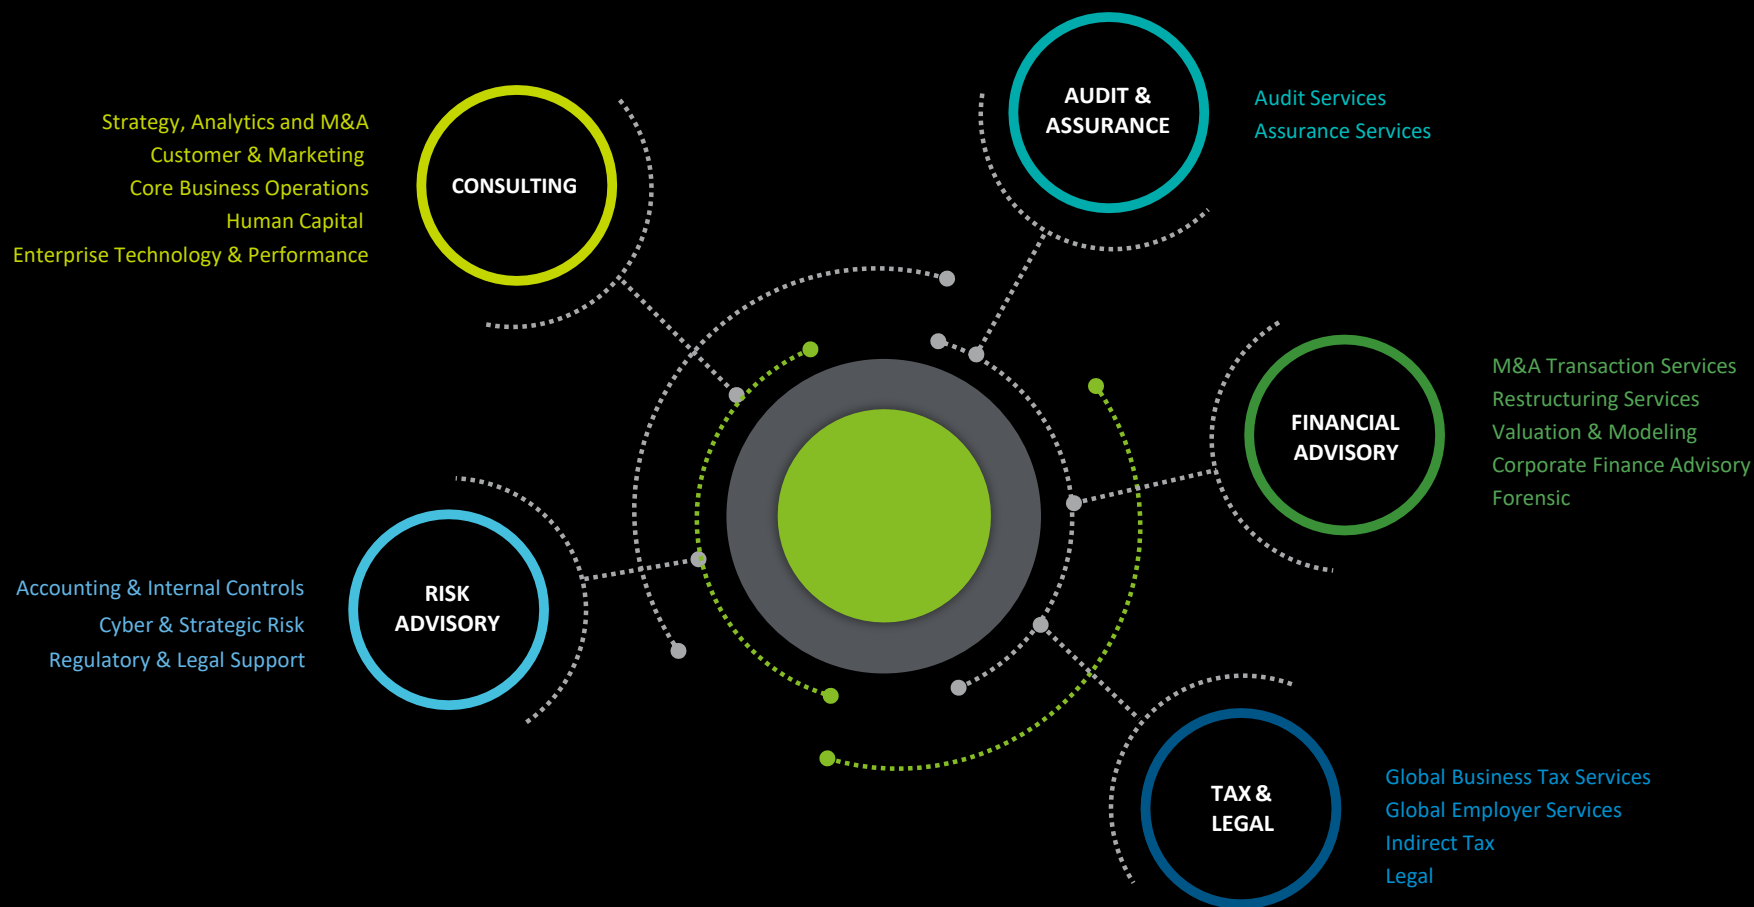 Strategy, Analytics and M&A
Customer & Marketing
Core Business Operations
Human Capital
Enterprise Technology & Performance
CONSULTING
AUDIT &
ASSURANCE
Audit Services
Assurance Services
FINANCIAL
ADVISORY
M&A Transaction Services
Restructuring Services
Valuation & Modeling
Corporate Finance Advisory
Forensic
Accounting & Internal Controls
Cyber & Strategic Risk
Regulatory & Legal Support
RISK
ADVISORY
TAX &
LEGAL
Global Business Tax Services
Global Employer Services
Indirect Tax
Legal